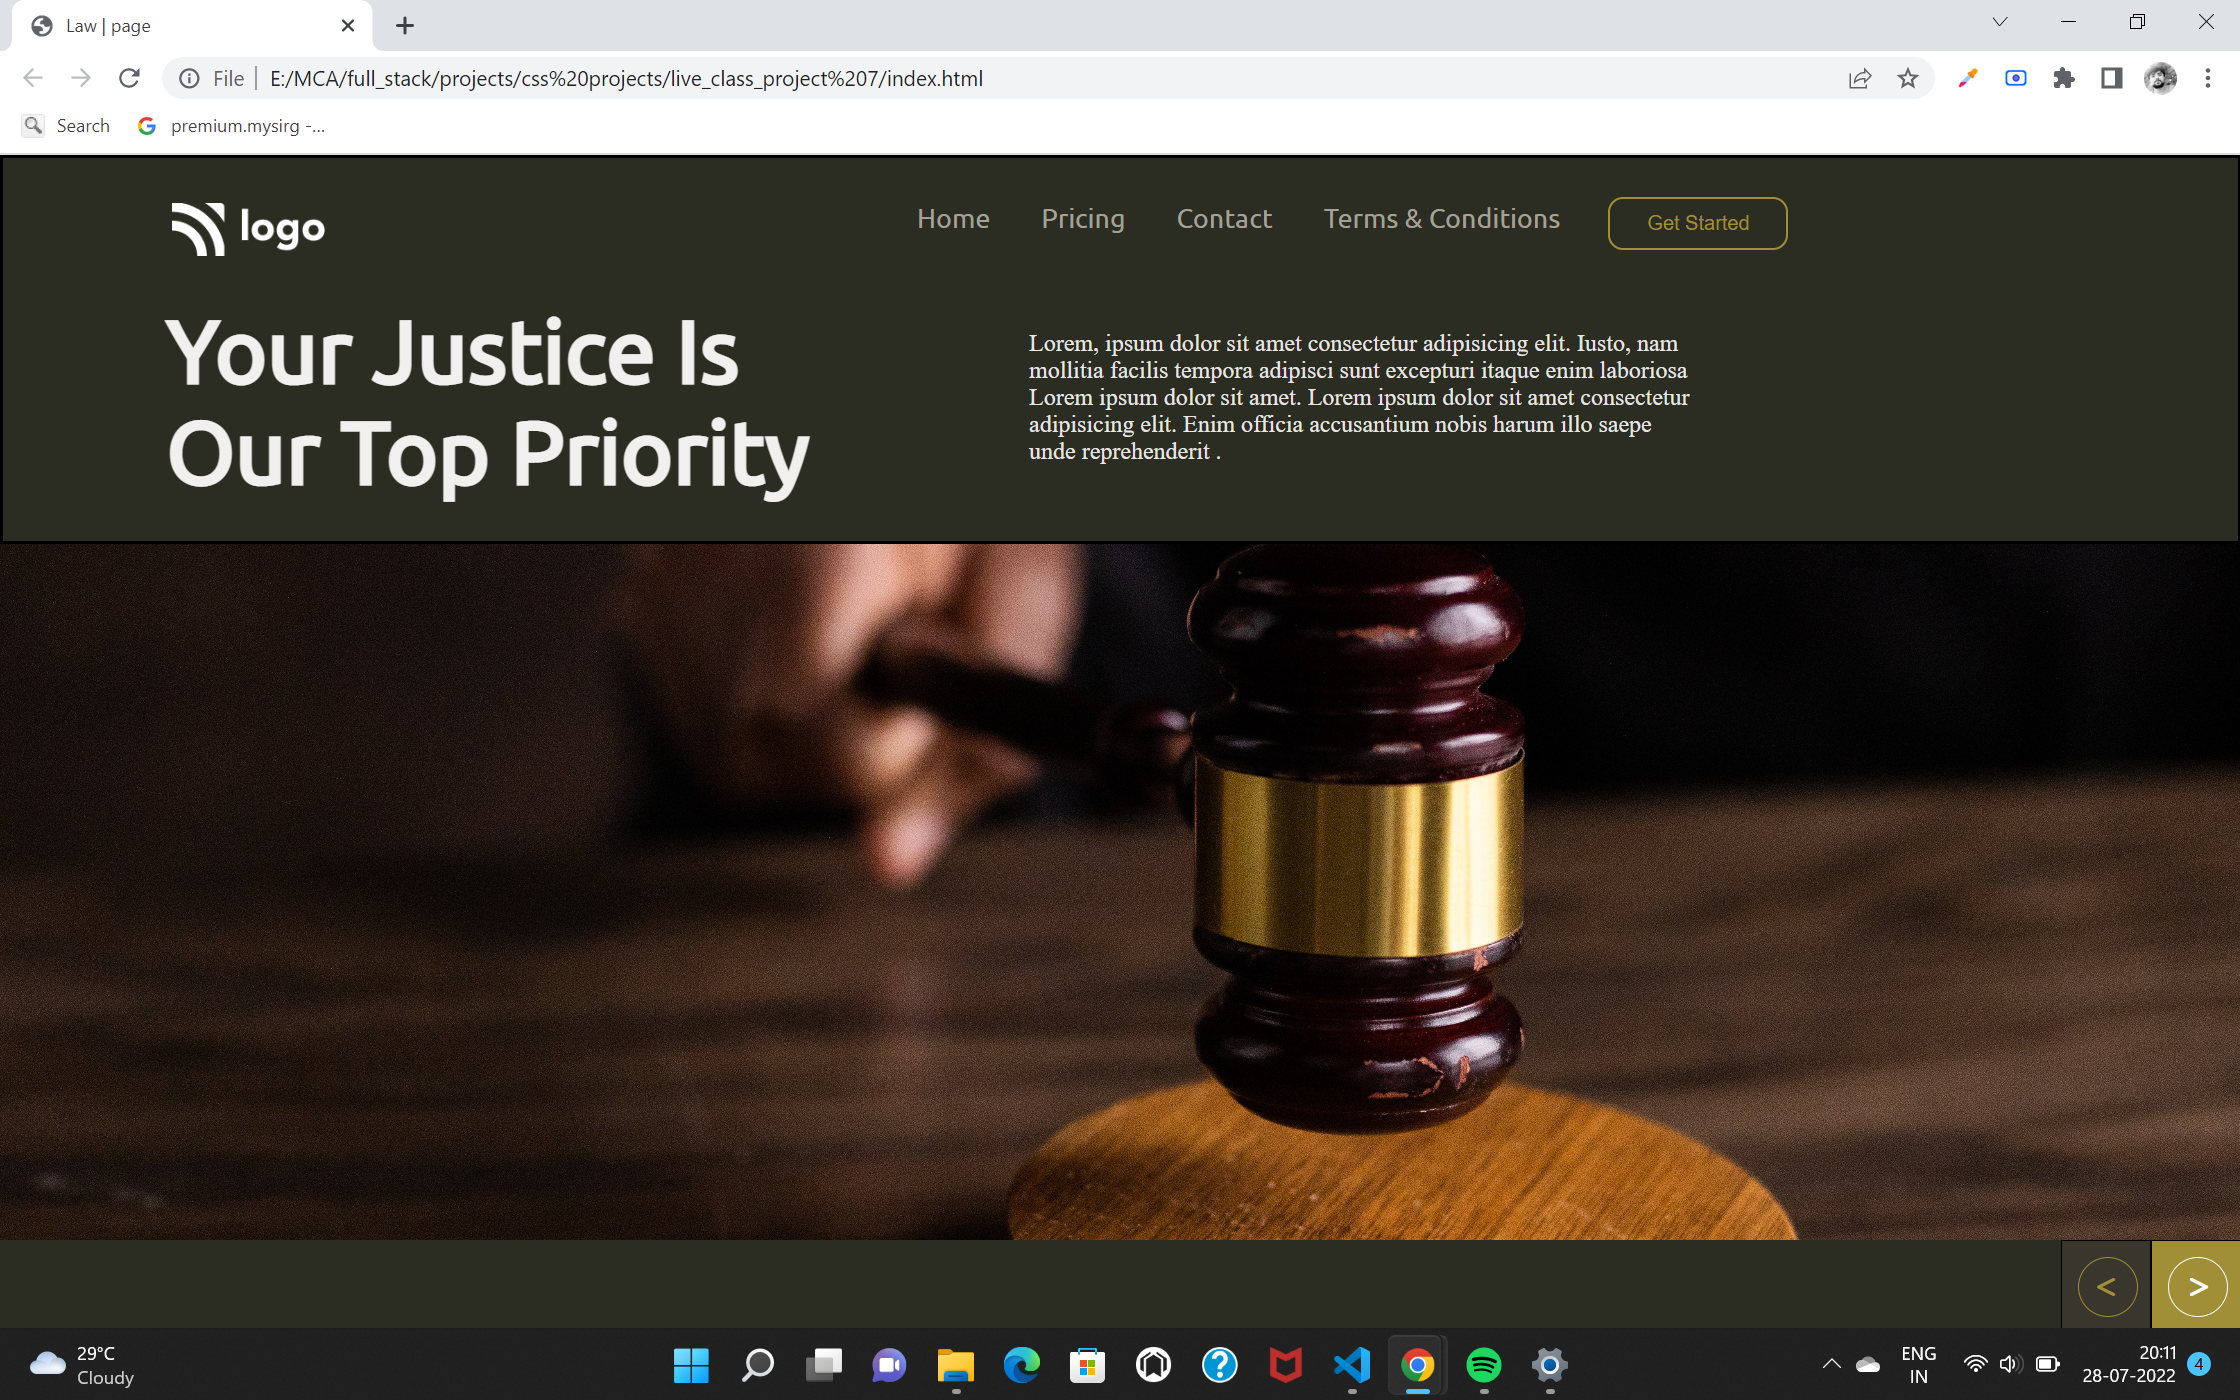 Law | page
File
E:/MCA/full_stack/projects/css%20projects/live_class_project%207/index.html
Search
premium.mysirg -...
logo
Home
Pricing
Contact
Terms & Conditions
Get Started
Your Justice Is
Our Top Priority
Lorem, ipsum dolor sit amet consectetur adipisicing elit. Iusto, nam
mollitia facilis tempora adipisci sunt excepturi itaque enim laboriosa
Lorem ipsum dolor sit amet. Lorem ipsum dolor sit amet consectetur
adipisicing elit. Enim officia accusantium nobis harum illo saepe
unde reprehenderit .
<
>
29°C
Cloudy
ENG
IN
20:11
28-07-2022
4